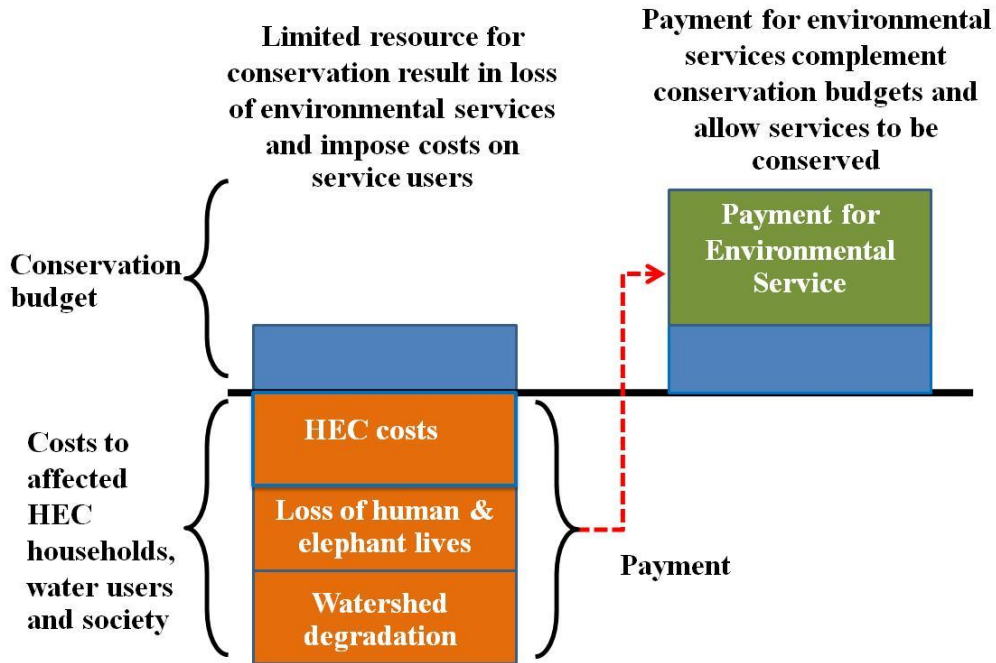 Limited resource for
conservation result in loss
of environmental services
and impose costs on
service users
Payment for environmental
services complement
conservation budgets and
allow services to be
conserved
Payment for
Environmental
Service
Conservation
budget
HEC costs
Costs to
affected
HEC
households,
water users
and society
Loss of human &
elephant lives
Watershed
degradation
Payment